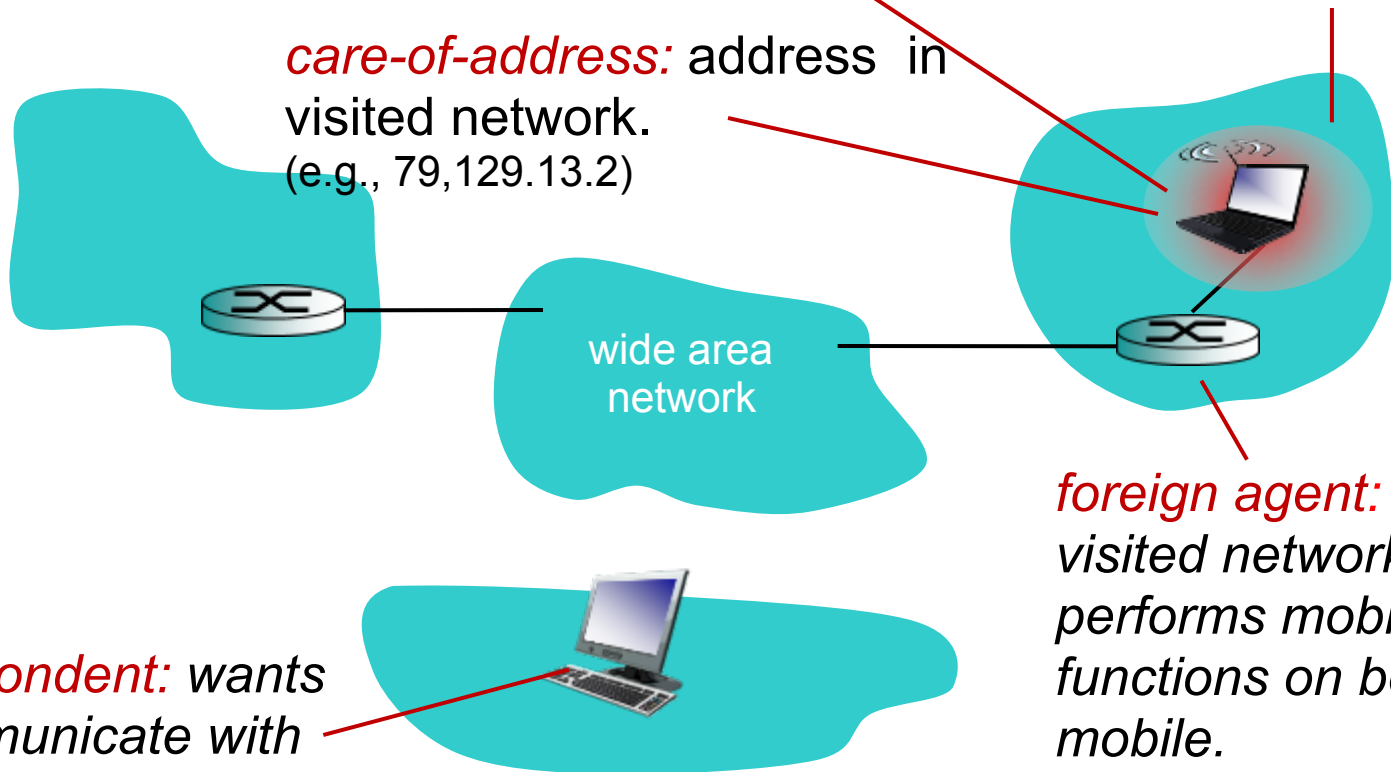 care-of-address: address in
visited network.
(e.g., 79,129.13.2)
wide area
network
foreign agent:
visited network
performs mobi
functions on be
mobile.
ondent: wants
municate with